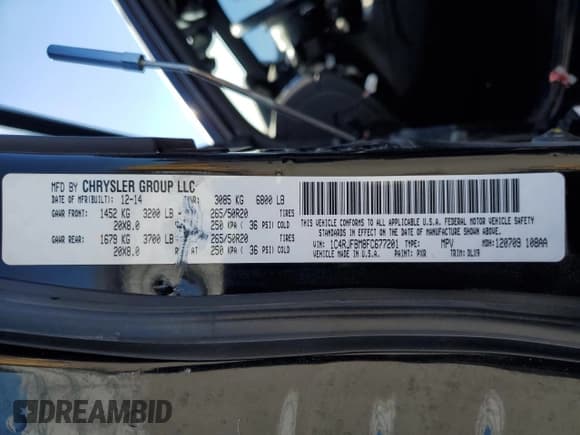 MFD BY CHRYSLER GROUP LLC
DATE OF MFR(BUILT): 12-14 3085 KG 6800 LB
GAWR FRONT: 1452 KG 3200 LB 265/50R20 TIRES
20X8.0 250 KPA ( 36 PSI) COLD
GAWR REAR: 1679 KG 3700 LB 265/50R20 TIRES
20X8.0 AT 250 KPA ( 36 PSI) COLD
THIS VEHICLE CONFORMS TO ALL APPLICABLE U.S.A. FEDERAL MOTOR VEHICLE SAFETY
STANDARDS IN EFFECT ON THE DATE OF MANUFACTURE SHOWN ABOVE.
VIN: 1C4RJFBM8FC677201 TYPE: MPV MDH: 120709 108AA
VEHICLE MADE IN U.S.A. PAINT: PXR TRIM: DLX9
DREAMBID